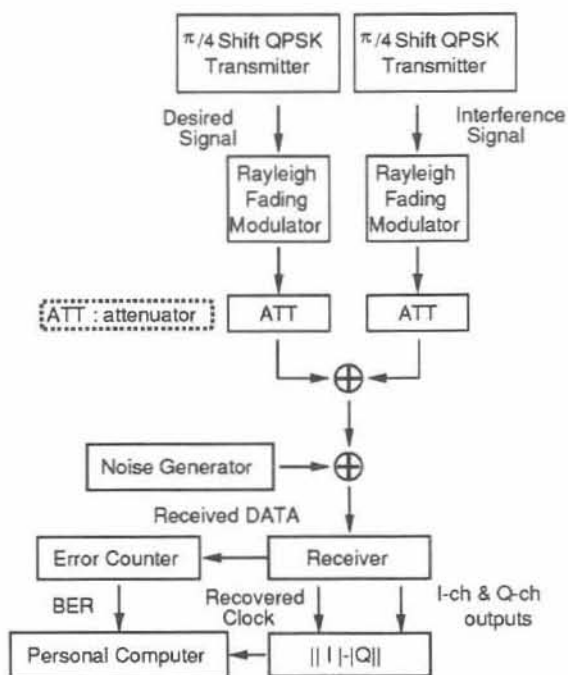 π/4 Shift QPSK
Transmitter
π/4 Shift QPSK
Transmitter
Desired
Signal
Interference
Signal
Rayleigh
Fading
Modulator
Rayleigh
Fading
Modulator
ATT : attenuator
ATT
ATT
Noise Generator
Received DATA
Error Counter
Receiver
BER
Recovered
Clock
I-ch & Q-ch
outputs
Personal Computer
|| I |-|Q||